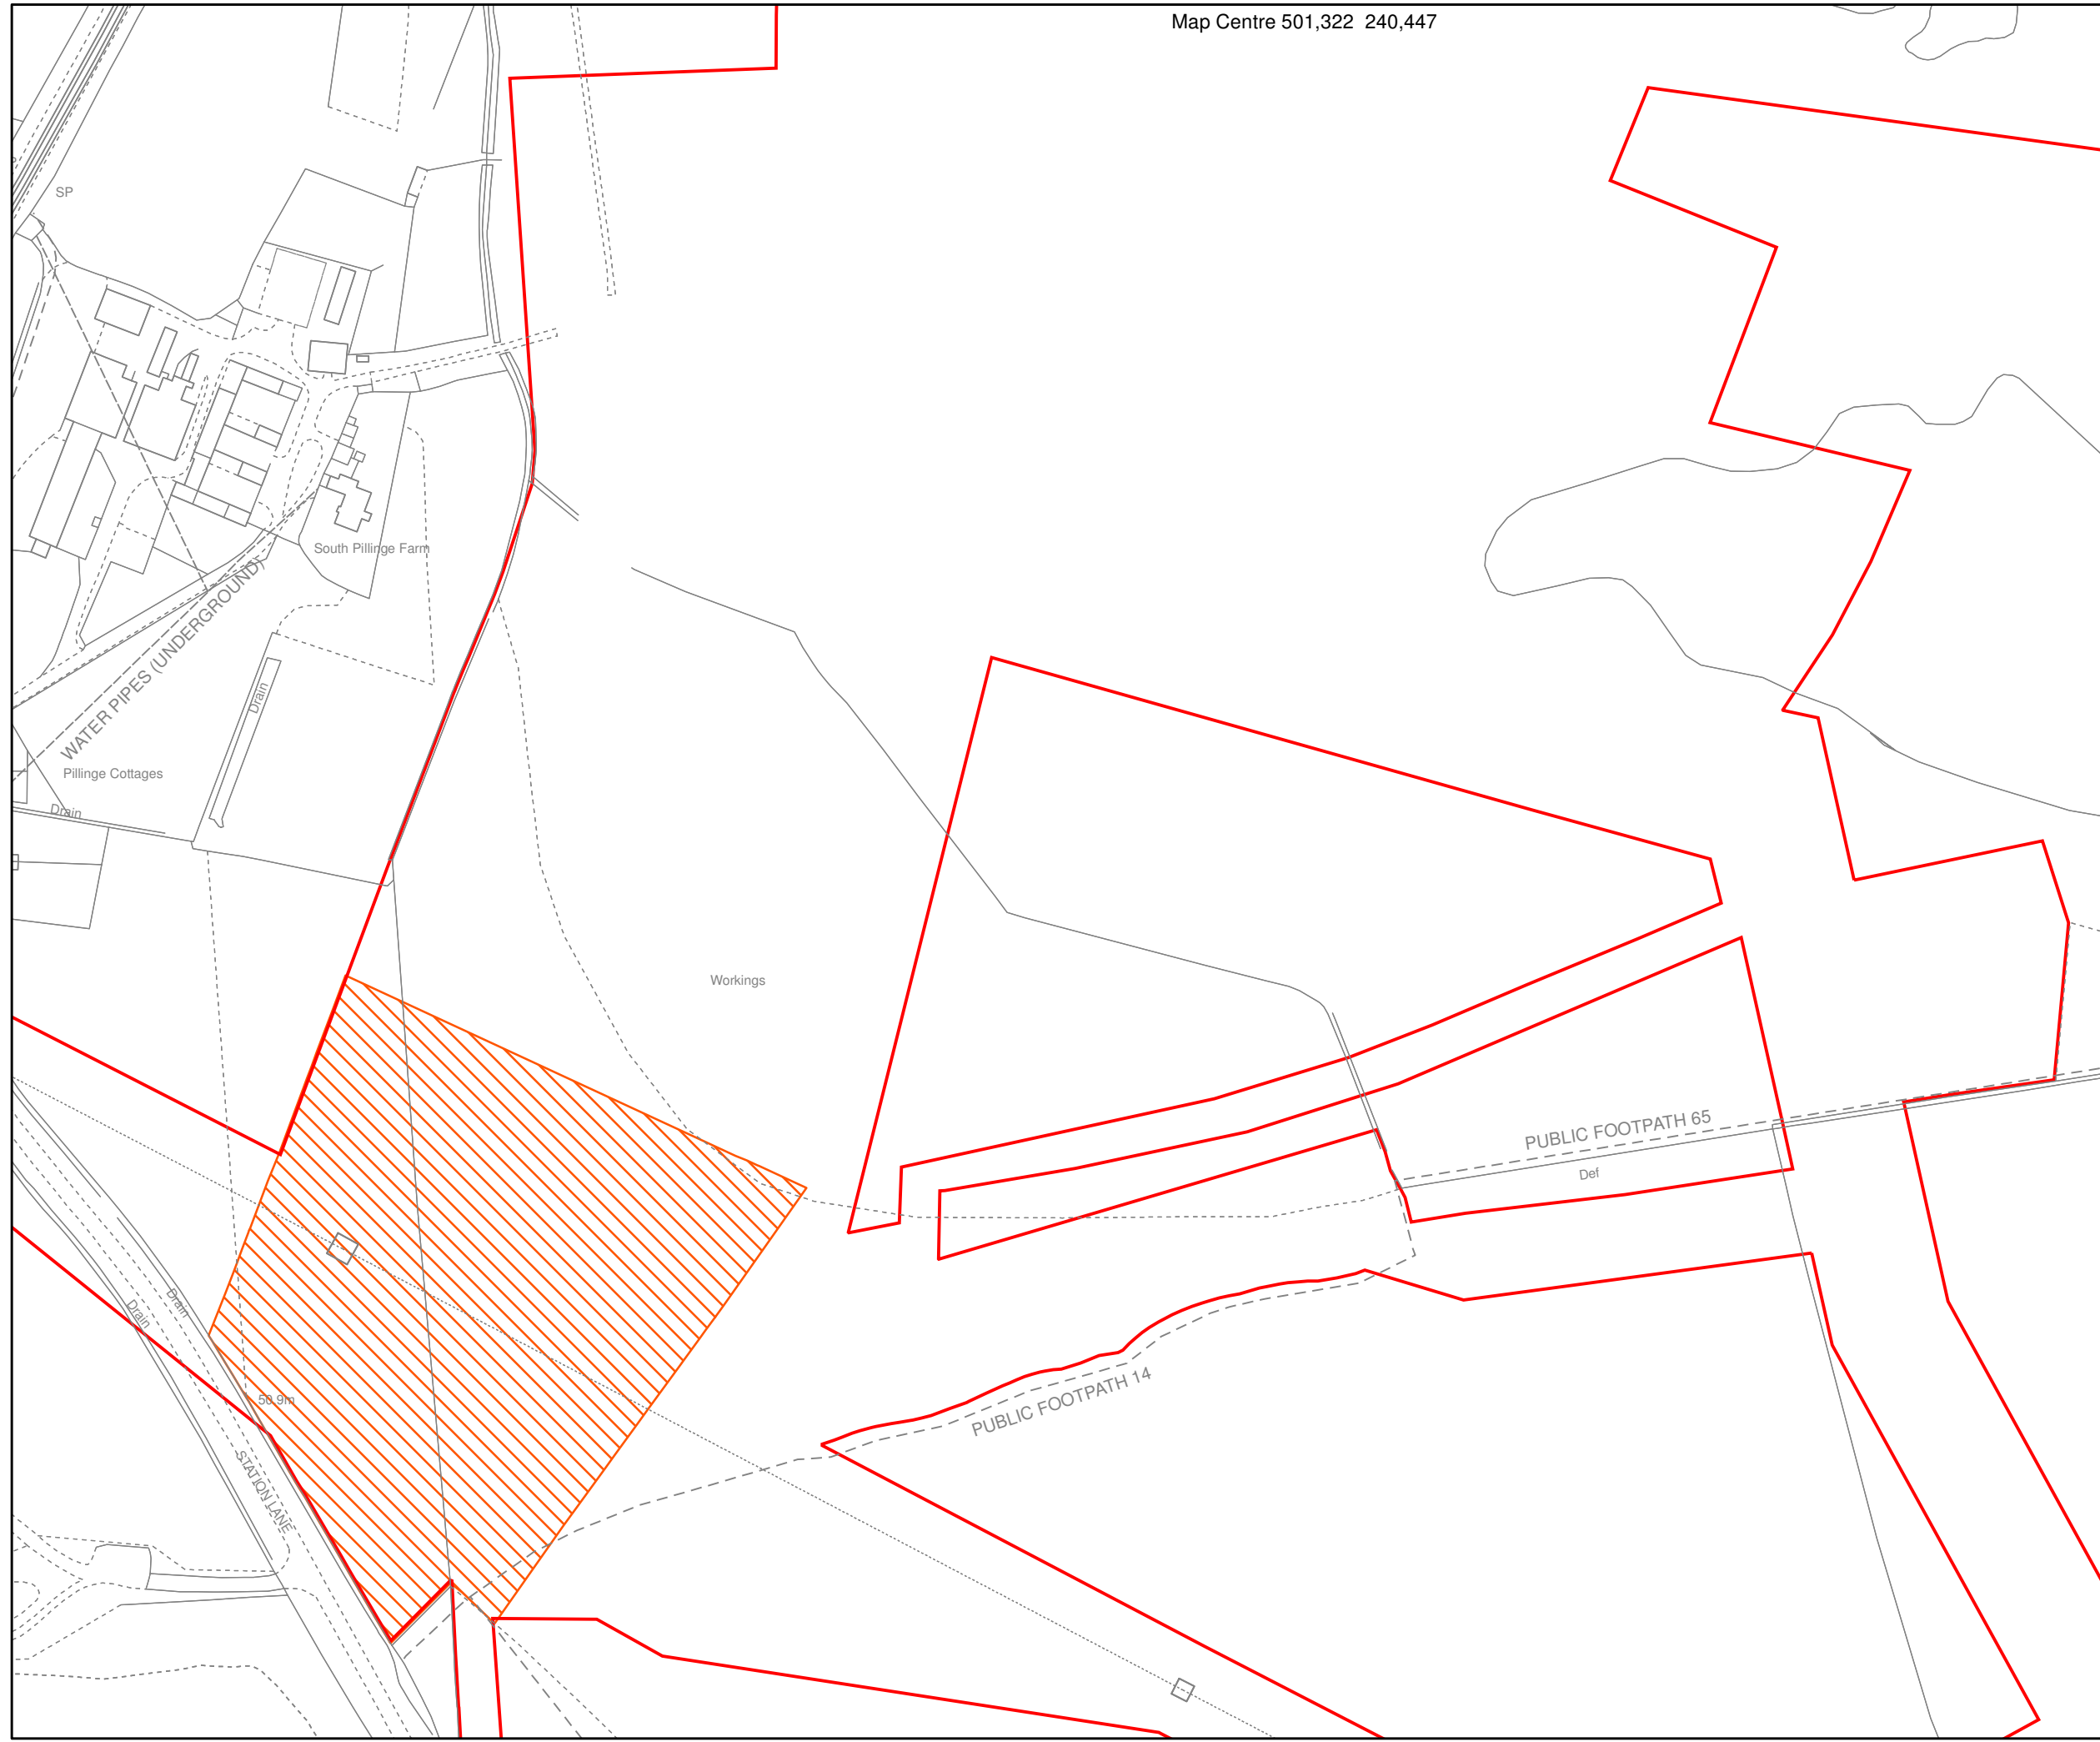 Map Centre 501,322 240,447
SP
South Pillinge Farm
WATER PIPES (UNDERGROUND)
Drain
Pillinge Cottages
Drain
Workings
PUBLIC FOOTPATH 65
Def
Drain
Drain
50.9m
PUBLIC FOOTPATH 14
STATION LANE